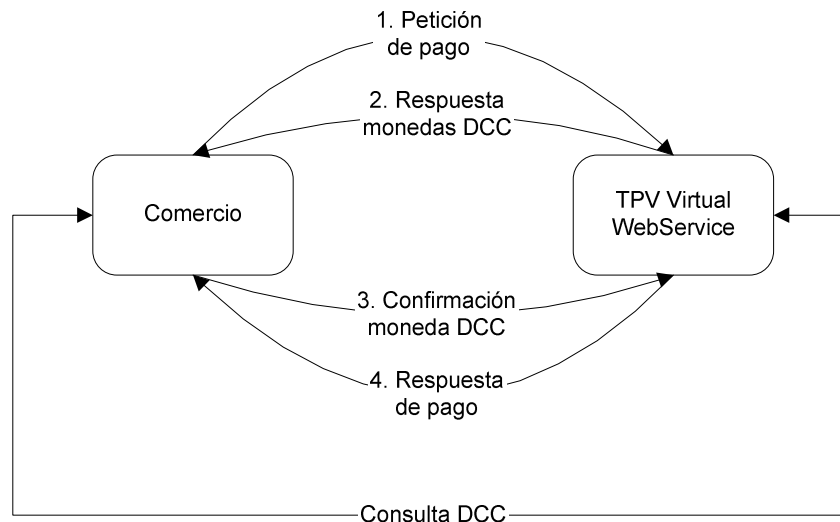 1. Petición
de pago
2. Respuesta
monedas DCC
Comercio
TPV Virtual
WebService
3. Confirmación
moneda DCC
4. Respuesta
de pago
Consulta DCC